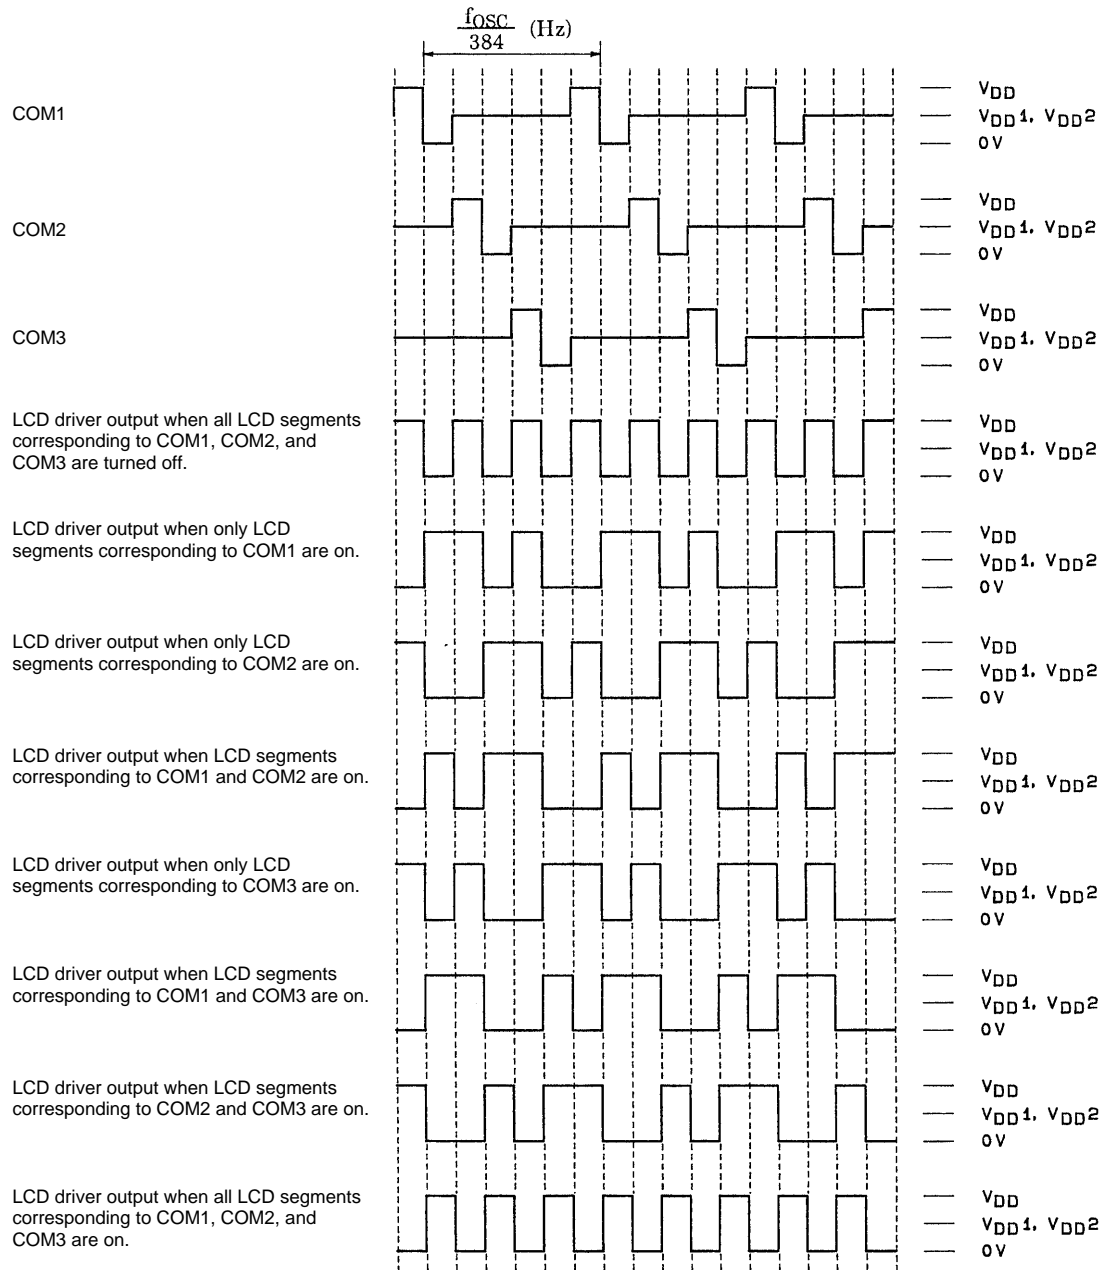 fOSC
384
(Hz)
COM1
VDD
VDD1, VDD2
0V
COM2
VDD
VDD1, VDD2
0V
COM3
VDD
VDD1, VDD2
0V
LCD driver output when all LCD segments
corresponding to COM1, COM2, and
COM3 are turned off.
VDD
VDD1, VDD2
0V
LCD driver output when only LCD
segments corresponding to COM1 are on.
VDD
VDD1, VDD2
0V
LCD driver output when only LCD
segments corresponding to COM2 are on.
VDD
VDD1, VDD2
0V
LCD driver output when LCD segments
corresponding to COM1 and COM2 are on.
VDD
VDD1, VDD2
0V
LCD driver output when only LCD
segments corresponding to COM3 are on.
VDD
VDD1, VDD2
0V
LCD driver output when LCD segments
corresponding to COM1 and COM3 are on.
VDD
VDD1, VDD2
0V
LCD driver output when LCD segments
corresponding to COM2 and COM3 are on.
VDD
VDD1, VDD2
0V
LCD driver output when all LCD segments
corresponding to COM1, COM2, and
COM3 are on.
VDD
VDD1, VDD2
0V